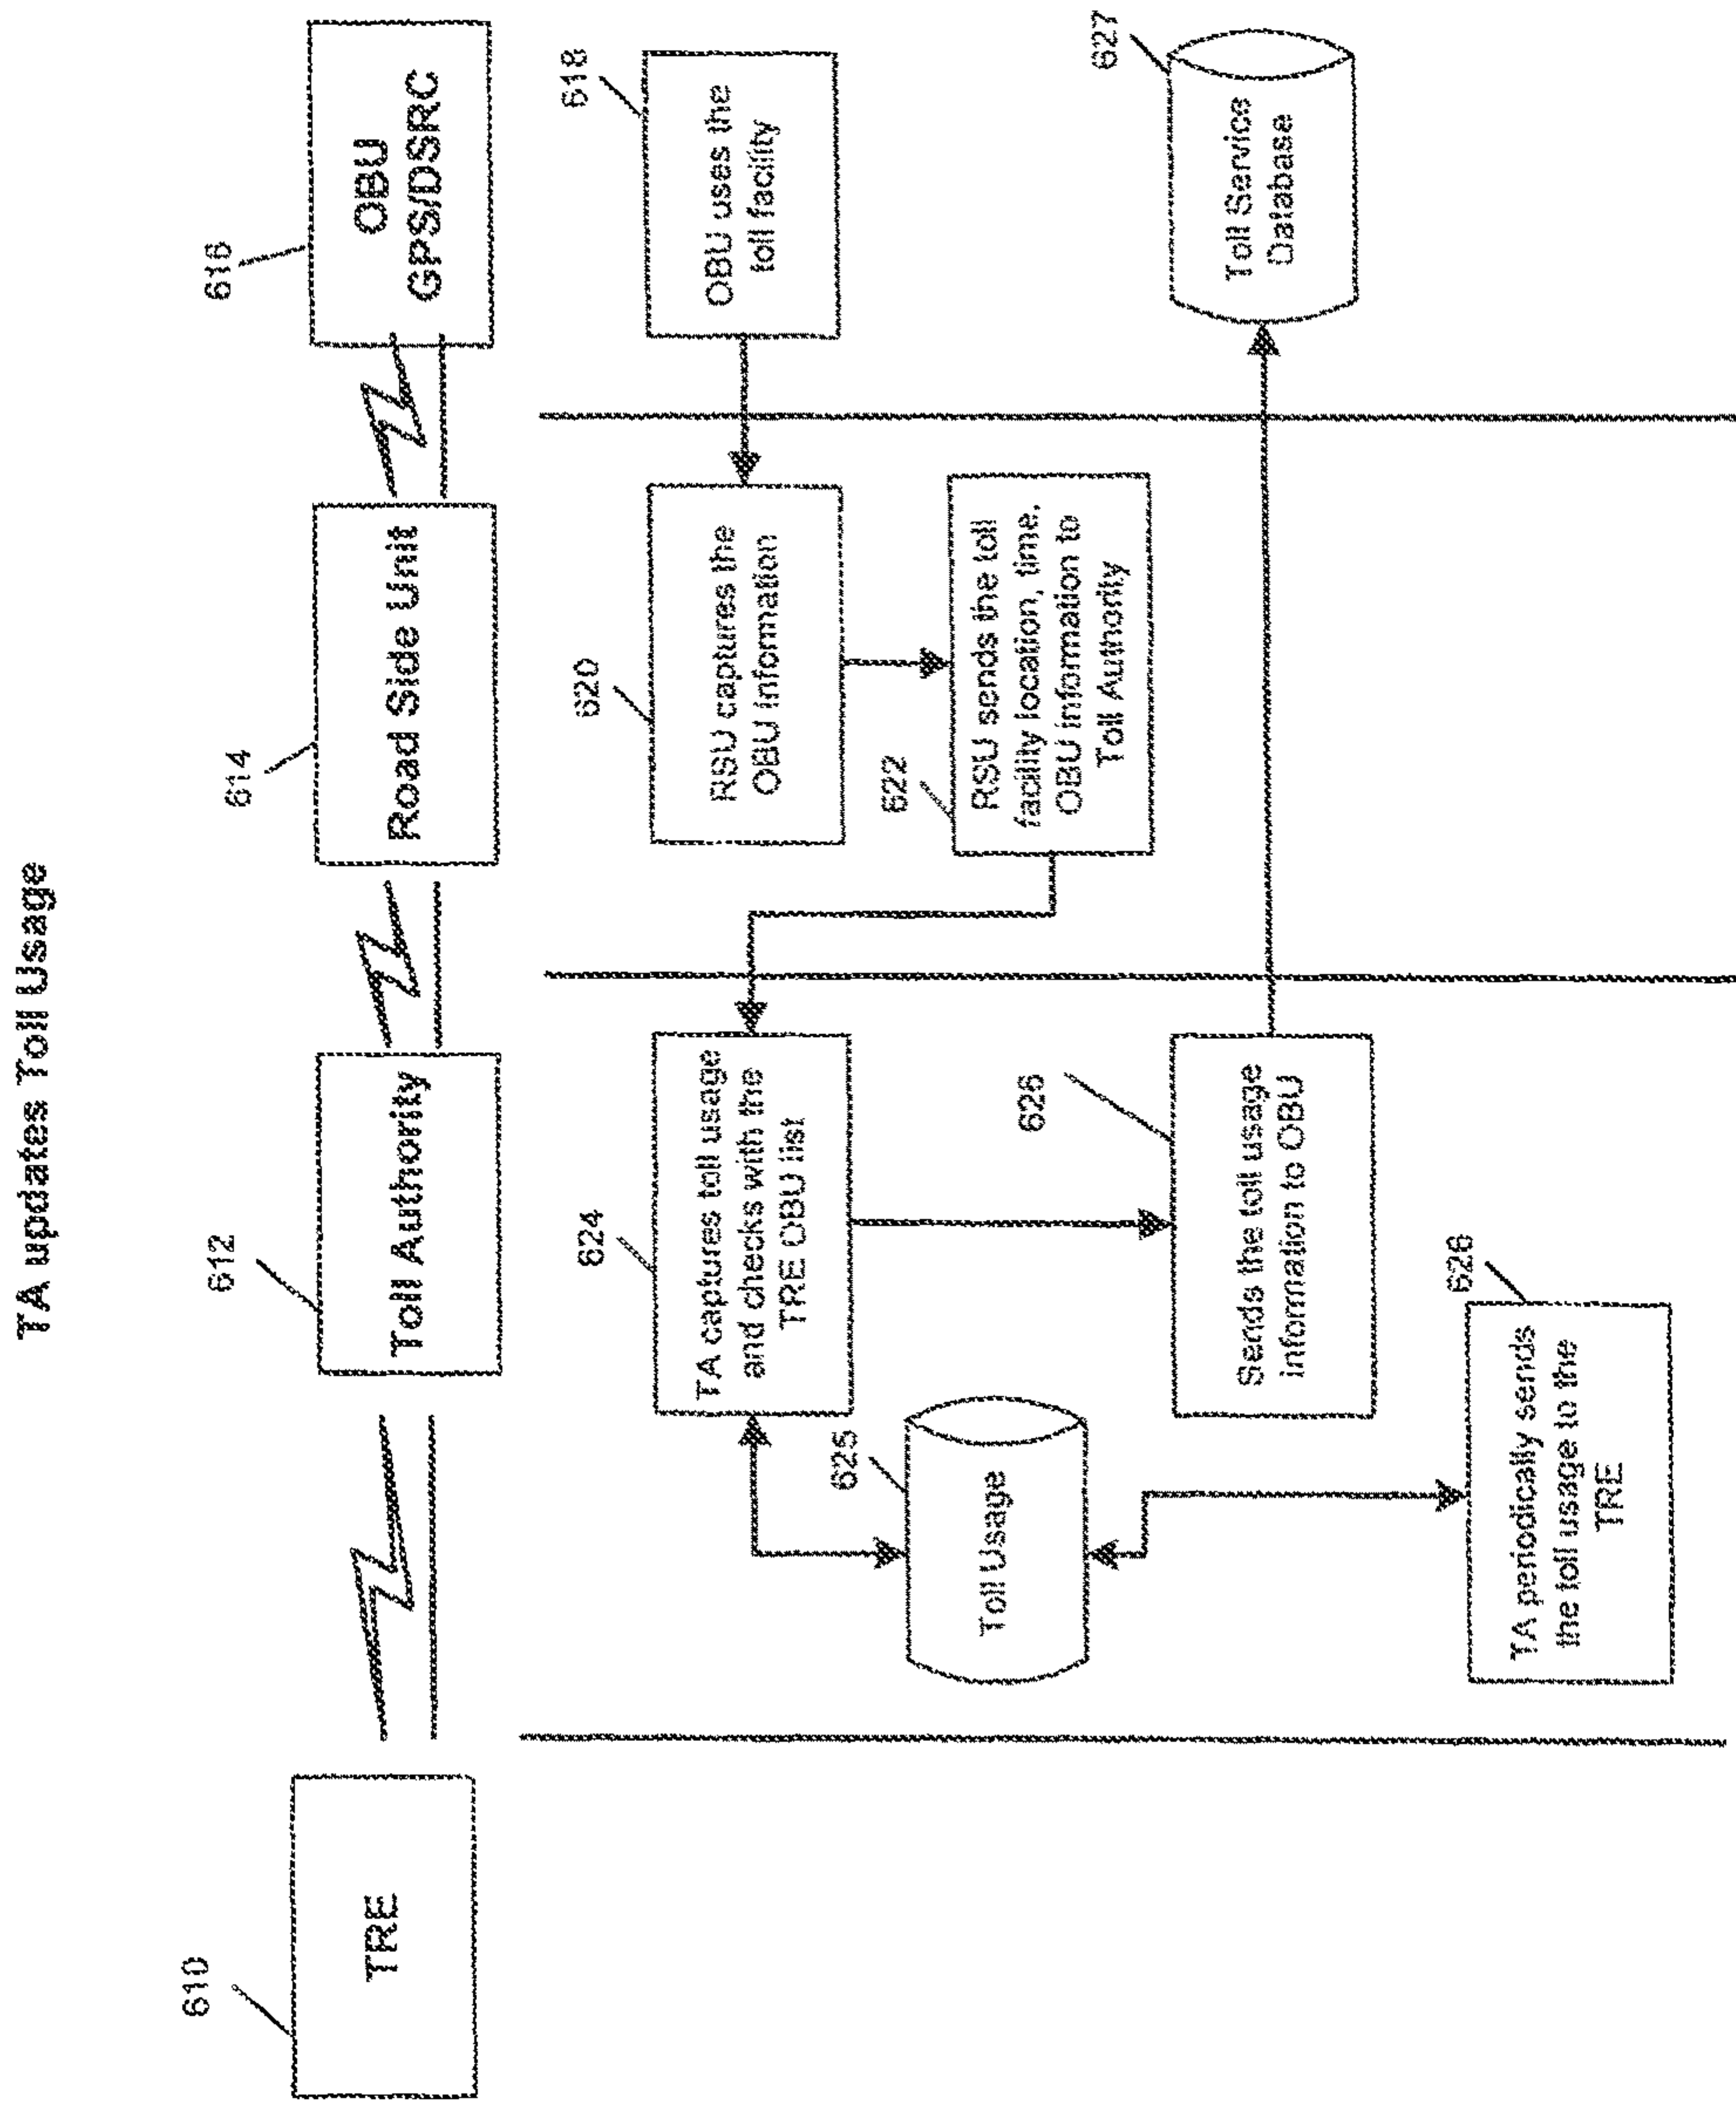 TA updates Toll Usage
610
612
614
616
TRE
Toll Authority
Road Side Unit
OBU
GPS/DSRC
624
620
618
TA captures toll usage
and checks with the
TRE OBU list
RSU captures the
OBU information
OBU uses the
toll facility
625
Toll Usage
622
RSU sends the toll
facility location, time,
OBU information to
Toll Authority
626
Sends the toll usage
information to OBU
627
Toll Service
Database
628
TA periodically sends
the toll usage to the
TRE